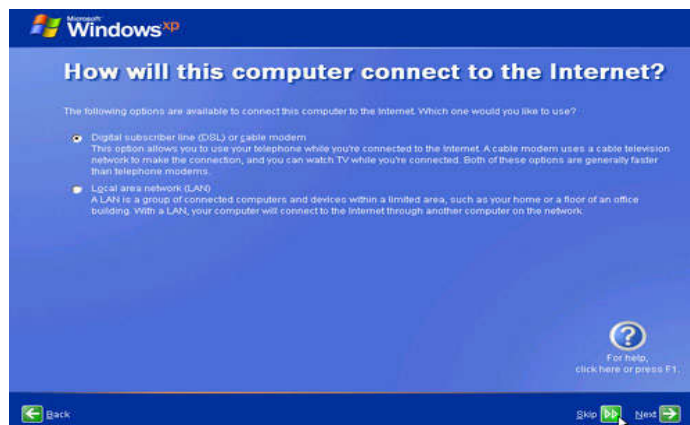 Microsoft
Windows xp
How will this computer connect to the Internet?
The following options are available to connect this computer to the Internet. Which one would you like to use?
Digital subscriber line (DSL) or cable modem
This option allows you to use your telephone while you're connected to the Internet. A cable modem uses a cable television
network to make the connection, and you can watch TV while you're connected. Both of these options are generally faster
than telephone modems.
Local area network (LAN)
A LAN is a group of connected computers and devices within a limited area, such as your home or a floor of an office
building. With a LAN, your computer will connect to the Internet through another computer on the network.
?
For help,
click here or press F1.
Back
Skip
Next